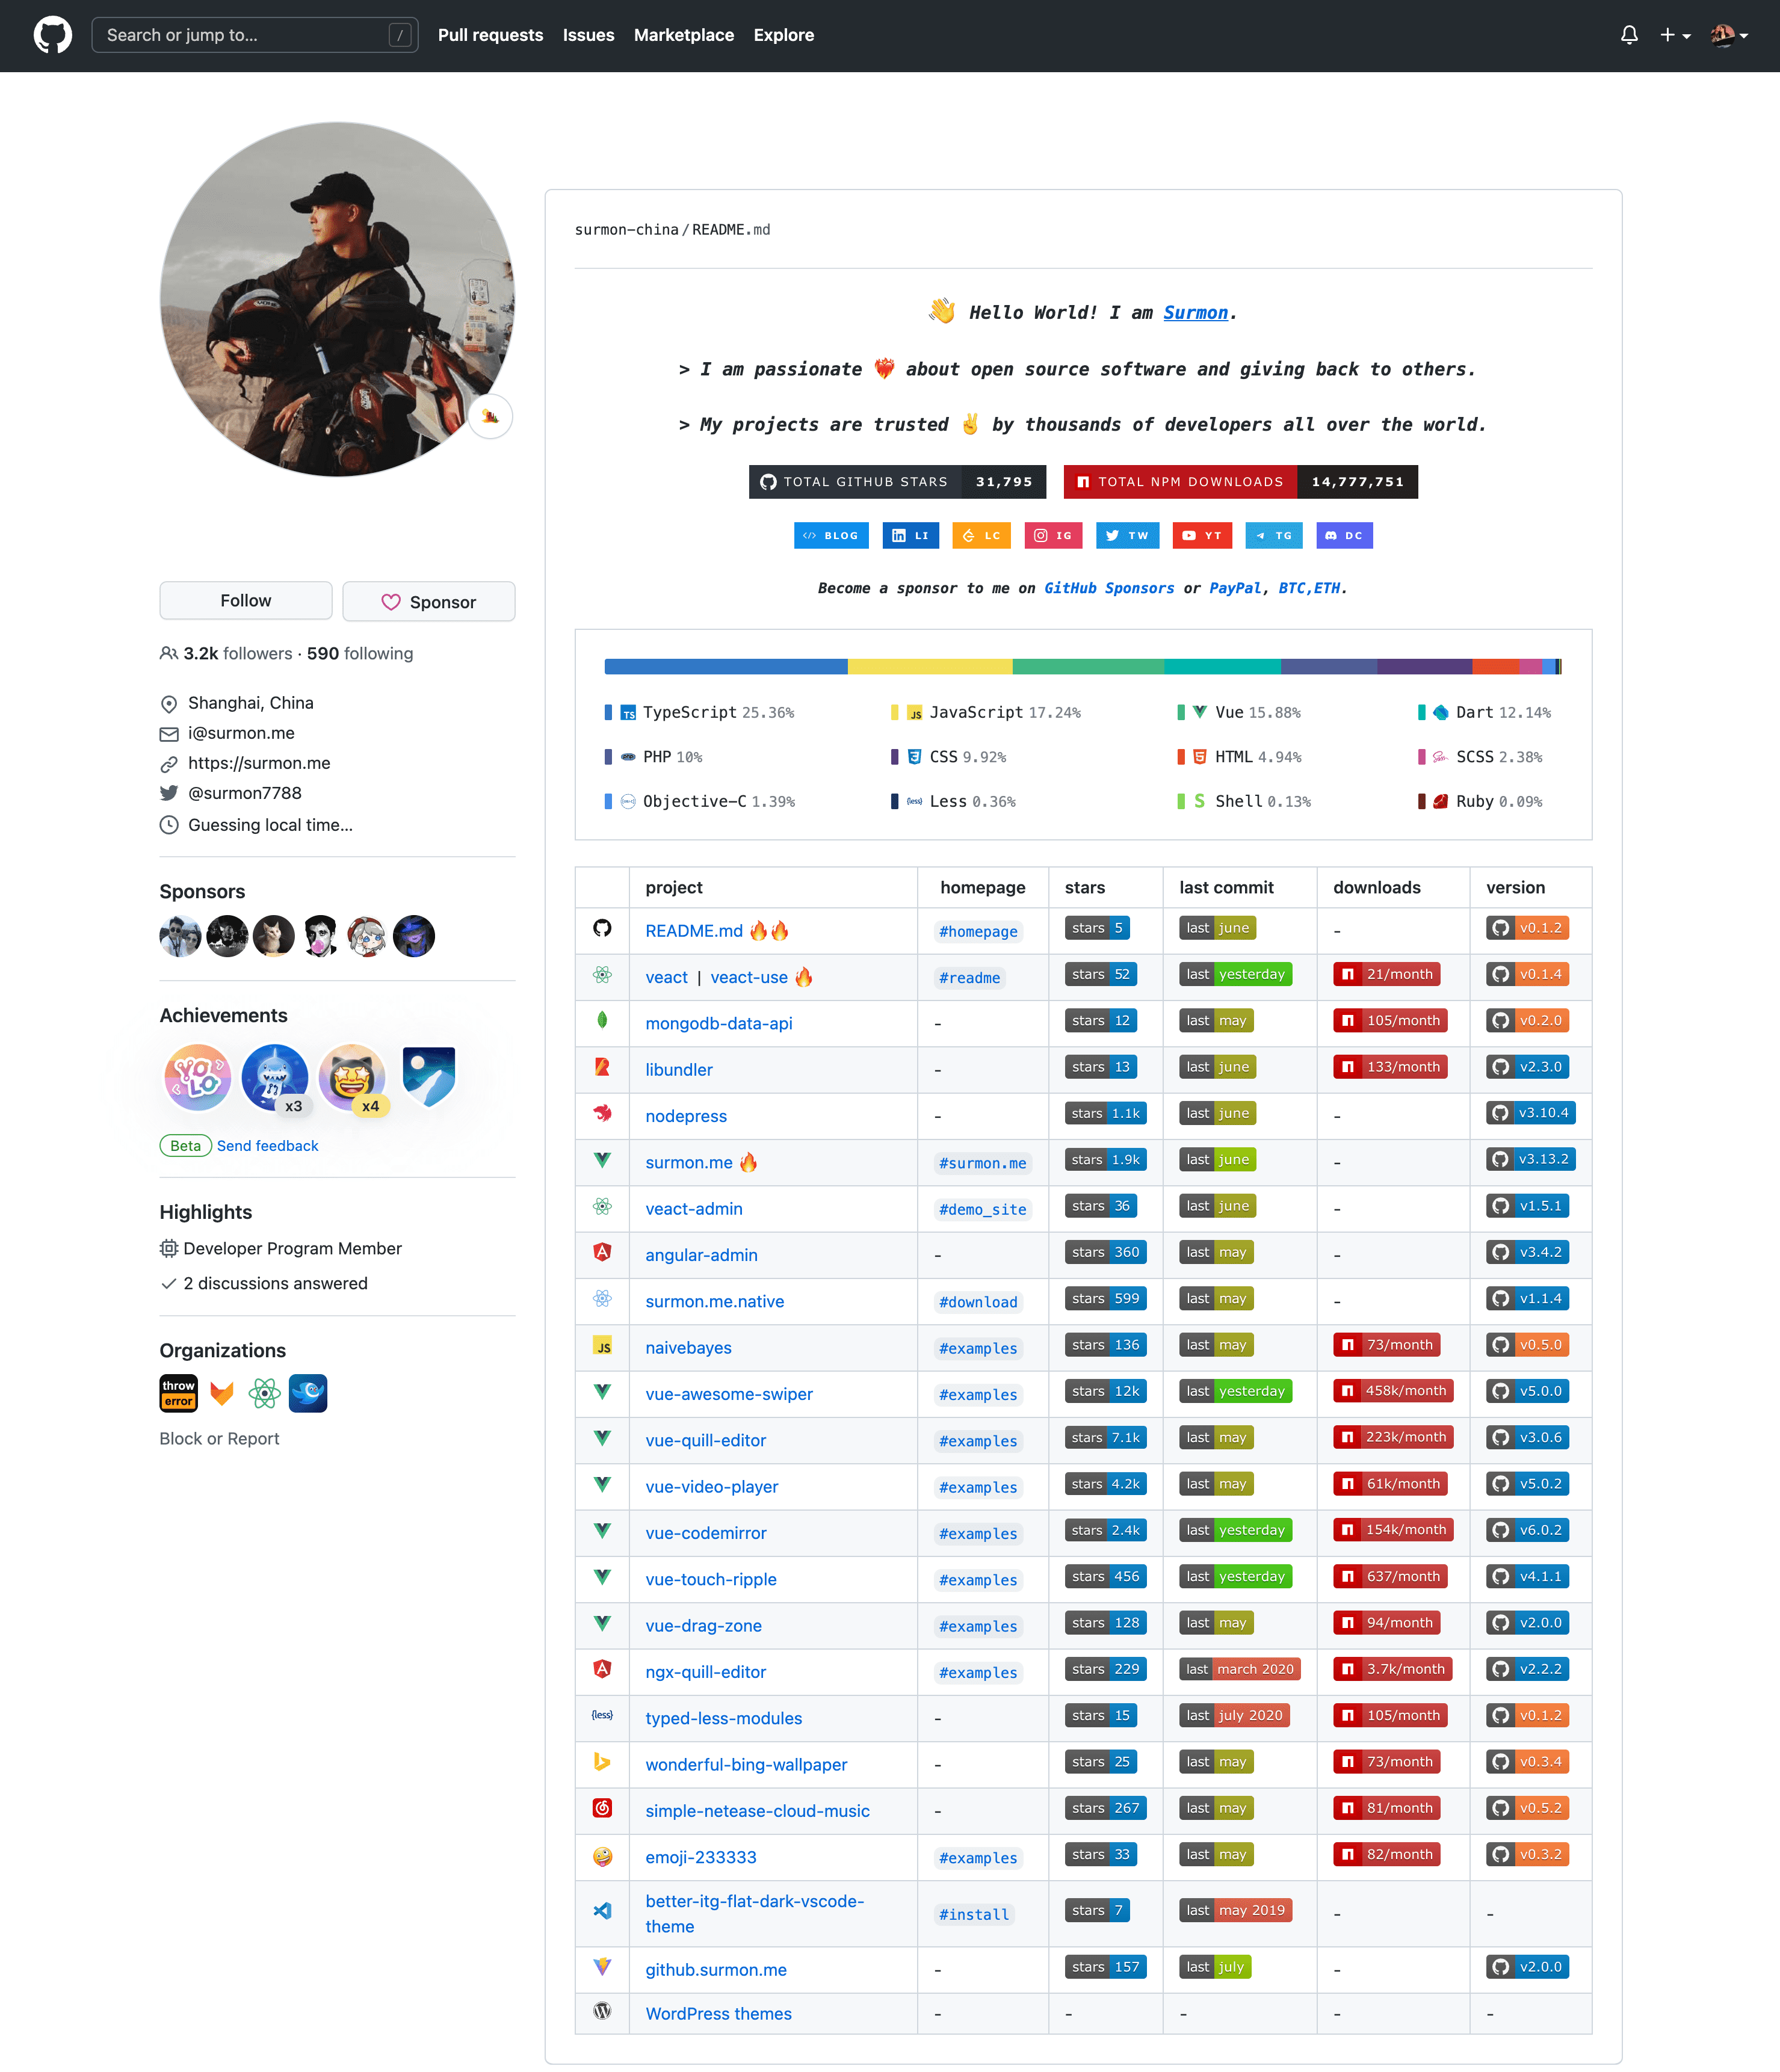 Search or jump to... /
Pull requests Issues Marketplace Explore
Follow
Sponsor
3.2k followers · 590 following
Shanghai, China
i@surmon.me
https://surmon.me
@surmon7788
Guessing local time...
Sponsors
Achievements
YOLO
x3 x4
Beta Send feedback
Highlights
Developer Program Member
2 discussions answered
Organizations
throw
error
Block or Report
surmon-china/README.md
👋 Hello World! I am Surmon.
> I am passionate ❤️‍🔥 about open source software and giving back to others.
> My projects are trusted ✌️ by thousands of developers all over the world.
TOTAL GITHUB STARS 31,795 TOTAL NPM DOWNLOADS 14,777,751
</> BLOG LI LC IG TW YT TG DC
Become a sponsor to me on GitHub Sponsors or PayPal, BTC,ETH.
TS TypeScript 25.36% JS JavaScript 17.24% Vue 15.88% Dart 12.14%
php PHP 10% CSS 9.92% HTML 4.94% SCSS 2.38%
Objective-C 1.39% {less} Less 0.36% Shell 0.13% Ruby 0.09%
project homepage stars last commit downloads version
README.md 🔥🔥 #homepage stars 5 last june - v0.1.2
veact | veact-use 🔥 #readme stars 52 last yesterday 21/month v0.1.4
mongodb-data-api - stars 12 last may 105/month v0.2.0
libundler - stars 13 last june 133/month v2.3.0
nodepress - stars 1.1k last june - v3.10.4
surmon.me 🔥 #surmon.me stars 1.9k last june - v3.13.2
veact-admin #demo_site stars 36 last june - v1.5.1
angular-admin - stars 360 last may - v3.4.2
surmon.me.native #download stars 599 last may - v1.1.4
JS naivebayes #examples stars 136 last may 73/month v0.5.0
vue-awesome-swiper #examples stars 12k last yesterday 458k/month v5.0.0
vue-quill-editor #examples stars 7.1k last may 223k/month v3.0.6
vue-video-player #examples stars 4.2k last may 61k/month v5.0.2
vue-codemirror #examples stars 2.4k last yesterday 154k/month v6.0.2
vue-touch-ripple #examples stars 456 last yesterday 637/month v4.1.1
vue-drag-zone #examples stars 128 last may 94/month v2.0.0
ngx-quill-editor #examples stars 229 last march 2020 3.7k/month v2.2.2
{less} typed-less-modules - stars 15 last july 2020 105/month v0.1.2
wonderful-bing-wallpaper - stars 25 last may 73/month v0.3.4
simple-netease-cloud-music - stars 267 last may 81/month v0.5.2
emoji-233333 #examples stars 33 last may 82/month v0.3.2
better-itg-flat-dark-vscode-
theme #install stars 7 last may 2019 - -
github.surmon.me - stars 157 last july - v2.0.0
WordPress themes - - - - -